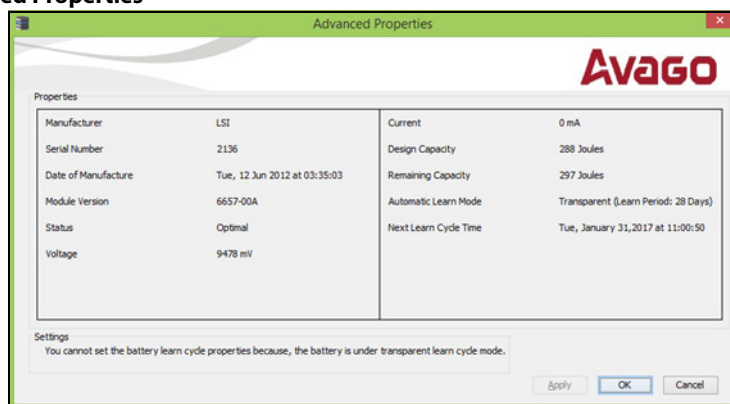 ed Properties
Advanced Properties
Avago
Properties
Manufacturer LSI
Serial Number 2136
Date of Manufacture Tue, 12 Jun 2012 at 03:35:03
Module Version 6657-00A
Status Optimal
Voltage 9478 mV
Current 0 mA
Design Capacity 288 Joules
Remaining Capacity 297 Joules
Automatic Learn Mode Transparent (Learn Period: 28 Days)
Next Learn Cycle Time Tue, January 31,2017 at 11:00:50
Settings
You cannot set the battery learn cycle properties because, the battery is under transparent learn cycle mode.
Apply OK Cancel